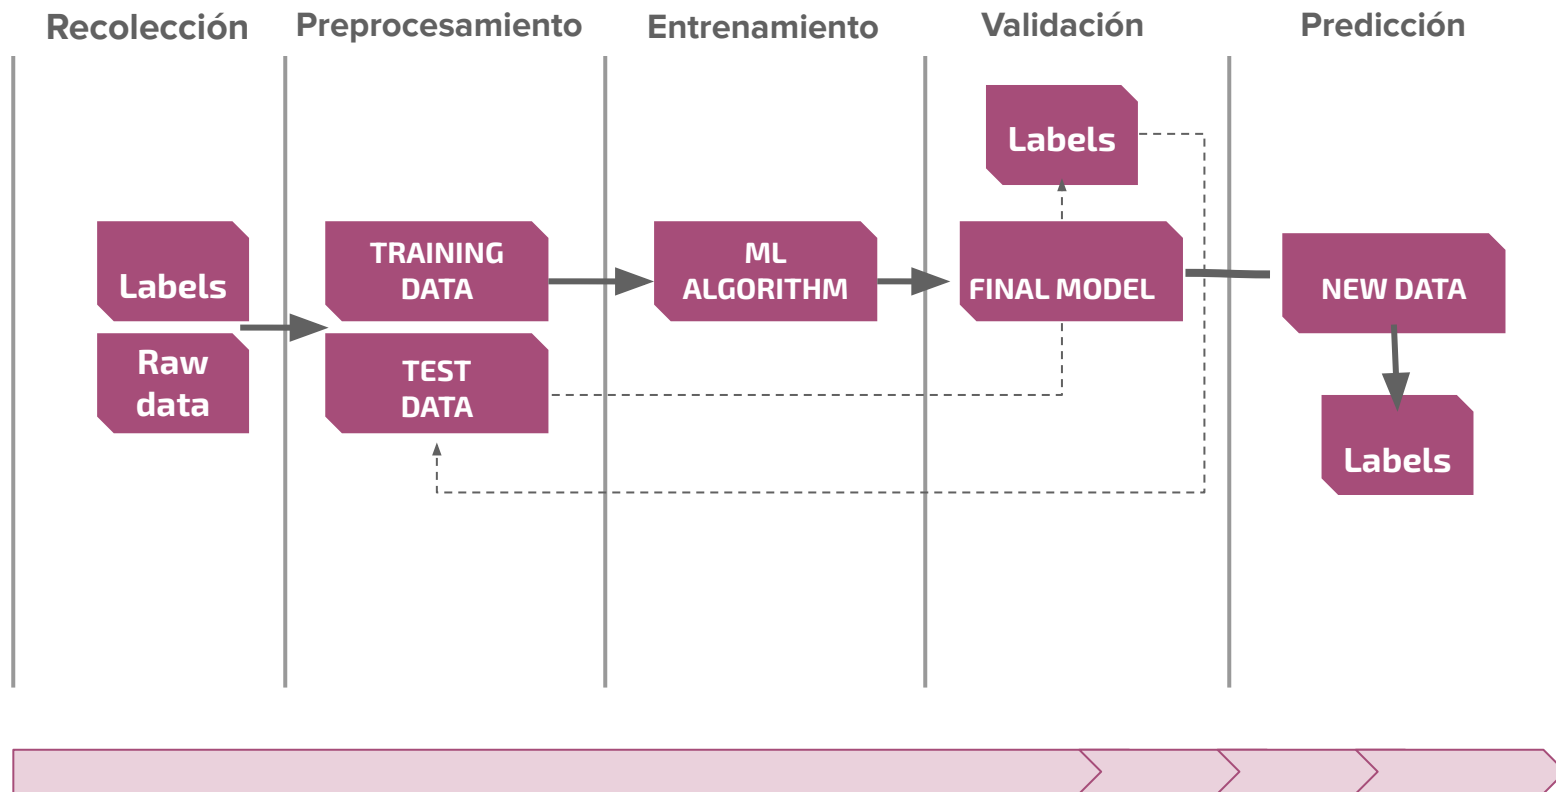 Recolección
Preprocesamiento
Entrenamiento
Validación
Predicción
Labels
Raw
data
TRAINING
DATA
TEST
DATA
ML
ALGORITHM
Labels
FINAL MODEL
NEW DATA
Labels